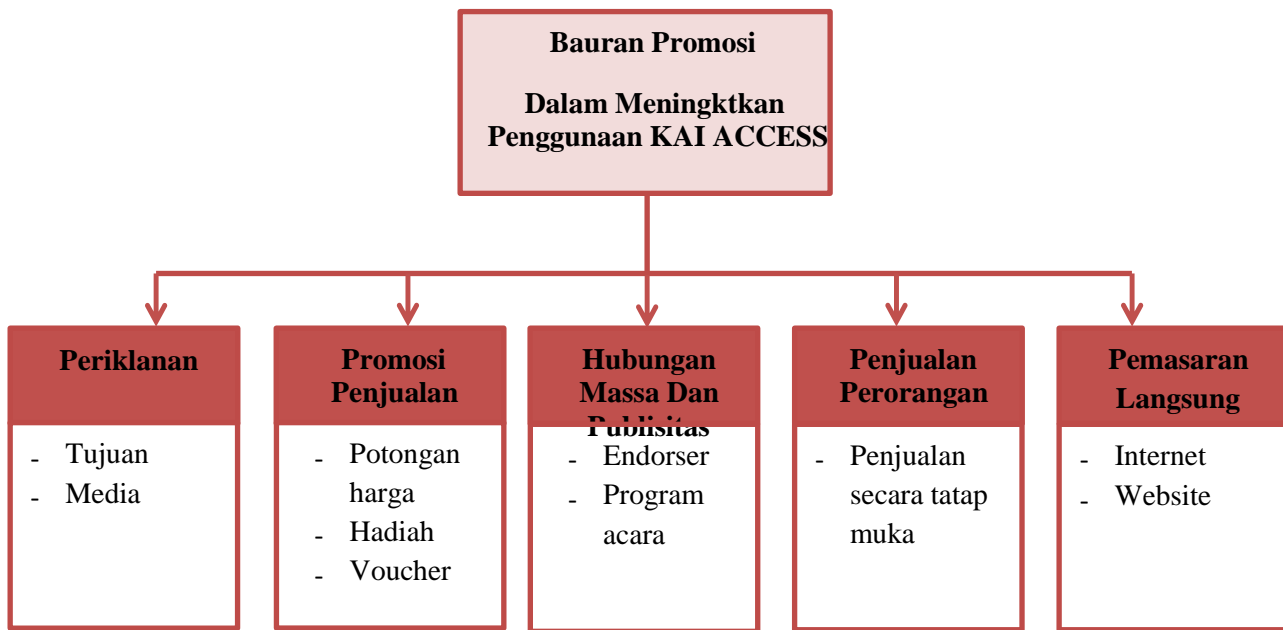 Bauran Promosi
Dalam Meningktkan
Penggunaan KAI ACCESS
Periklanan
- Tujuan
- Media
Promosi
Penjualan
- Potongan
harga
- Hadiah
- Voucher
Hubungan
Massa Dan
Publisitas
- Endorser
- Program
acara
Penjualan
Perorangan
- Penjualan
secara tatap
muka
Pemasaran
Langsung
- Internet
- Website